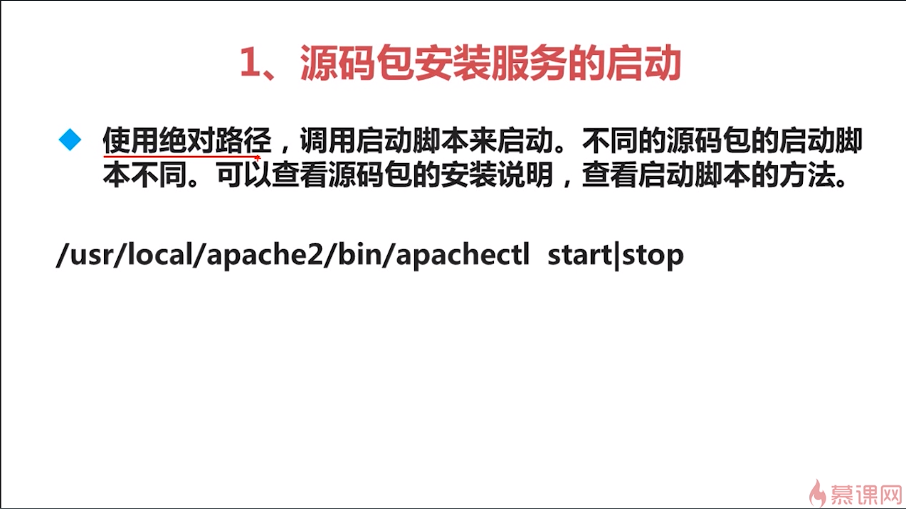 1、源码包安装服务的启动
使用绝对路径，调用启动脚本来启动。不同的源码包的启动脚
本不同。可以查看源码包的安装说明，查看启动脚本的方法。
/usr/local/apache2/bin/apachectl start|stop
慕课网